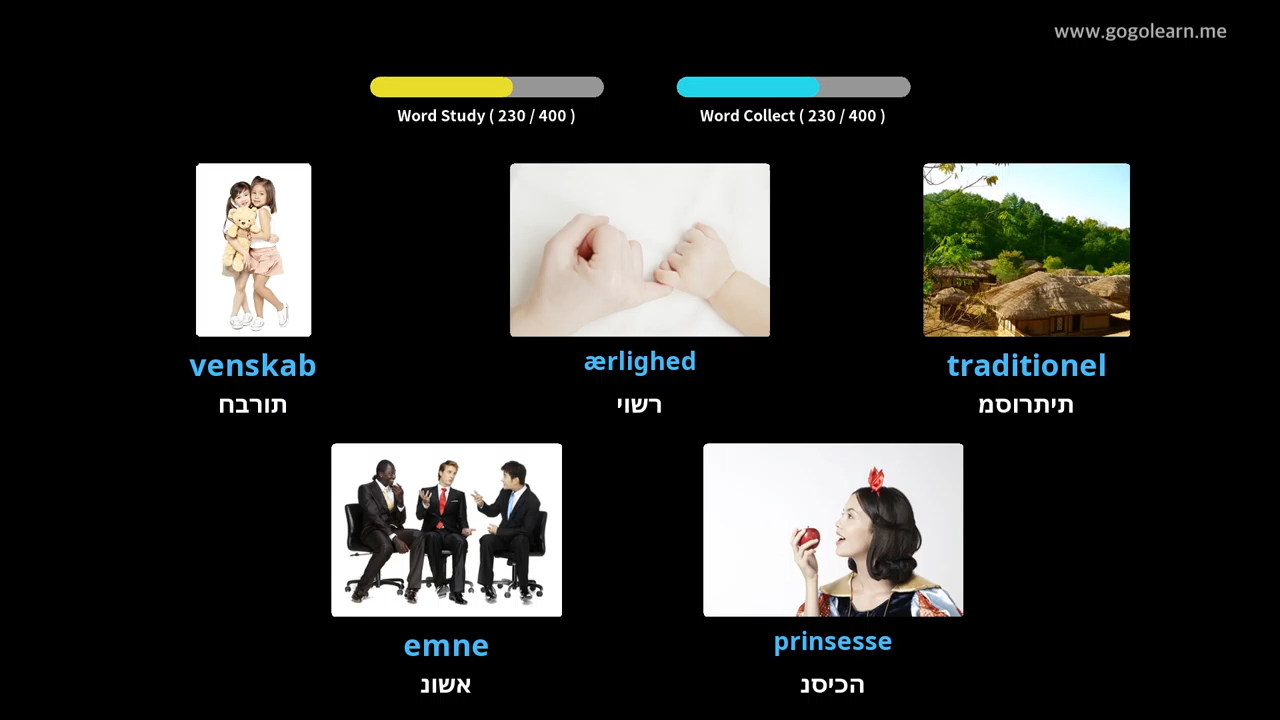 www.gogolearn.me
Word Study ( 230 / 400 )
Word Collect ( 230 / 400 )
venskab
תורבח
ærlighed
רשוי
traditionel
תיתרוסמ
emne
אשונ
prinsesse
הכיסנ